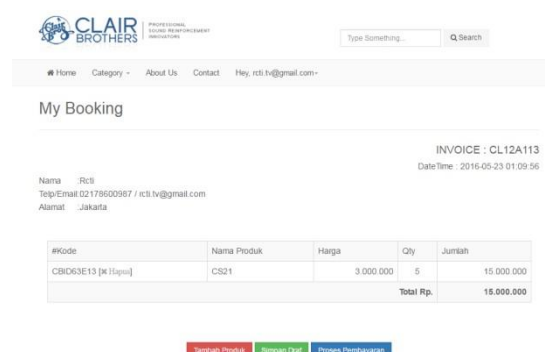 CLAIR BROTHERS
PROFESSIONAL
SOUND REINFORCEMENT
INNOVATORS
Type Something...
Search
Home Category About Us Contact Hey, rcti.tv@gmail.com
My Booking
INVOICE : CL12A113
DateTime : 2016-05-23 01:09:56
Nama :Rcti
Telp/Email:02178600987 / rcti.tv@gmail.com
Alamat :Jakarta
#Kode Nama Produk Harga Qty Jumlah
CBID63E13 [✖ Hapus] CS21 3.000.000 5 15.000.000
Total Rp. 15.000.000
Tambah Produk Simpan Draf Proses Pembayaran